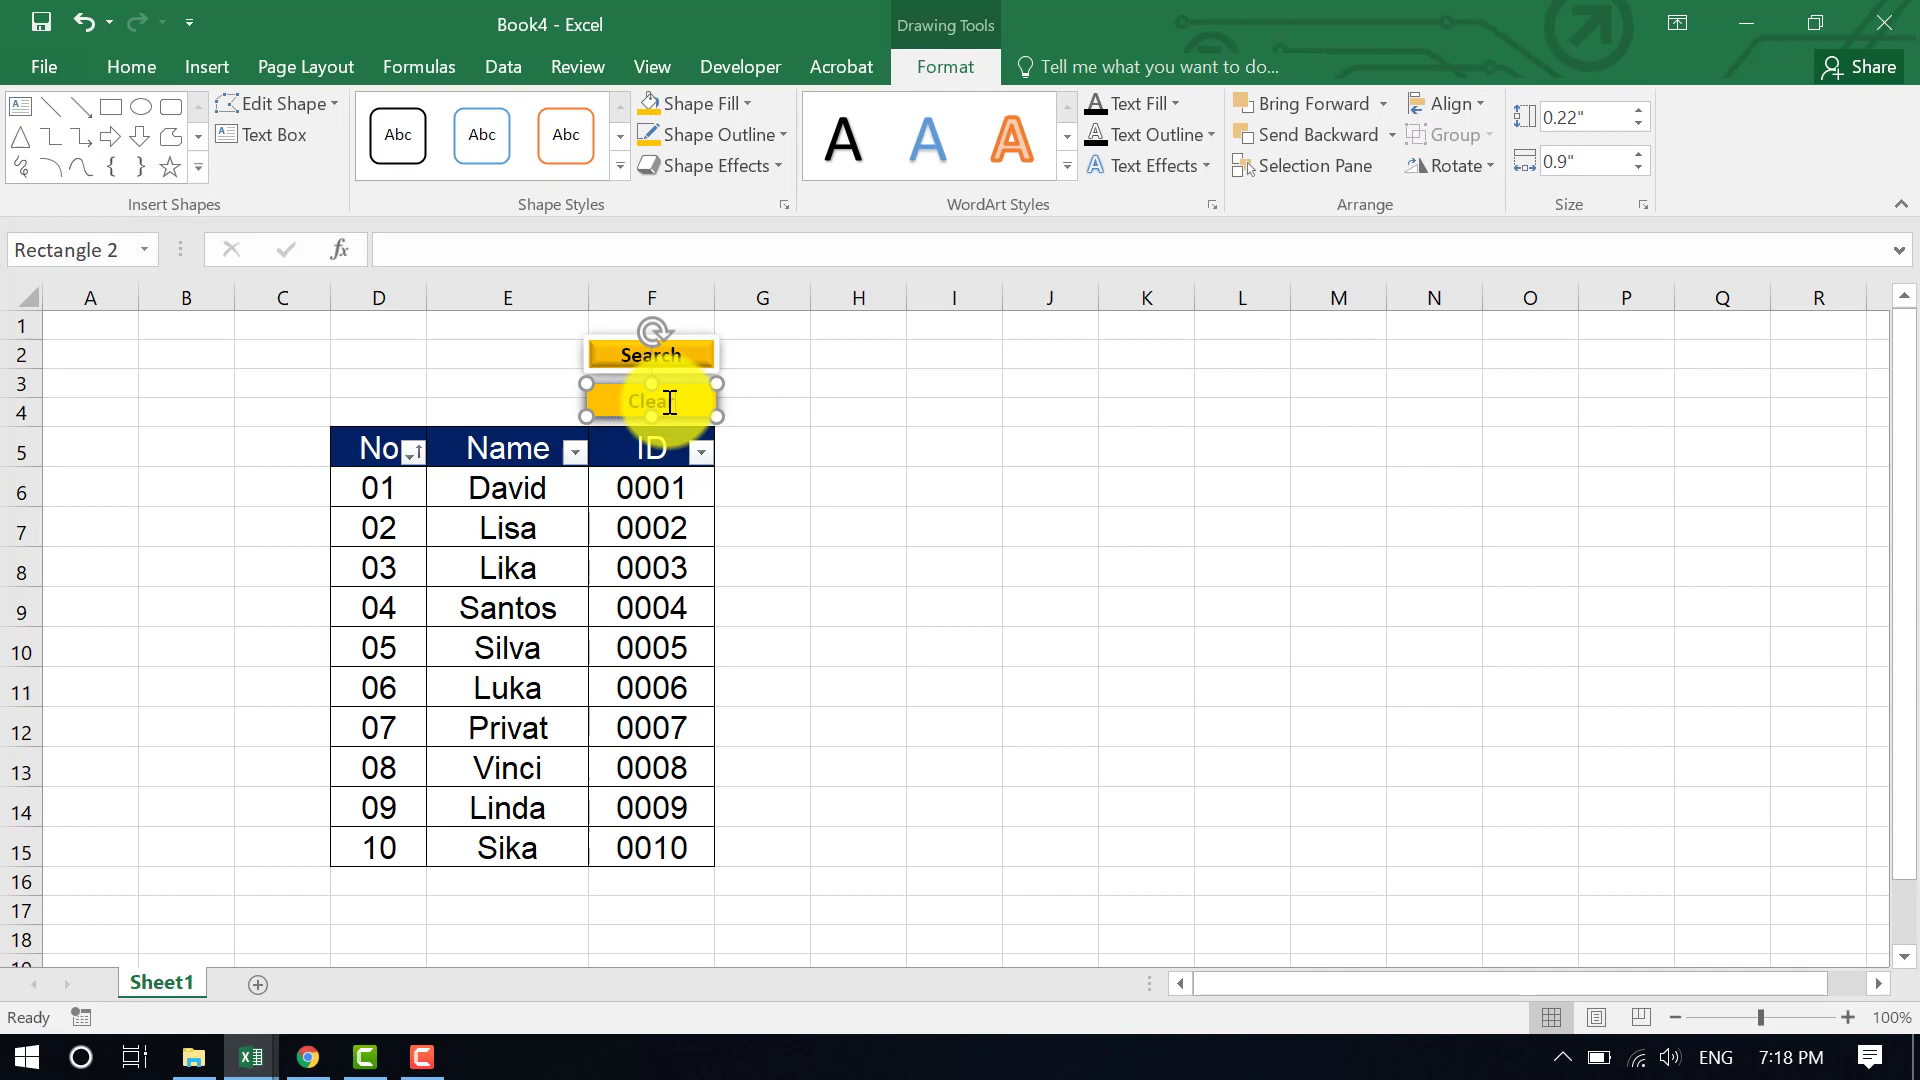 Book4 - Excel
Drawing Tools
File Home Insert Page Layout Formulas Data Review View Developer Acrobat Format Tell me what you want to do... Share
Edit Shape
Text Box
Insert Shapes
Abc Abc Abc
Shape Fill
Shape Outline
Shape Effects
Shape Styles
A A A
Text Fill
Text Outline
Text Effects
WordArt Styles
Bring Forward
Send Backward
Selection Pane
Align
Group
Rotate
Arrange
0.22"
0.9"
Size
Rectangle 2
fx
A B C D E F G H I J K L M N O P Q R
1
2 Search
3
4 Clear
5 No Name ID
6 01 David 0001
7 02 Lisa 0002
8 03 Lika 0003
9 04 Santos 0004
10 05 Silva 0005
11 06 Luka 0006
12 07 Privat 0007
13 08 Vinci 0008
14 09 Linda 0009
15 10 Sika 0010
16
17
18
Sheet1
Ready
100%
ENG 7:18 PM